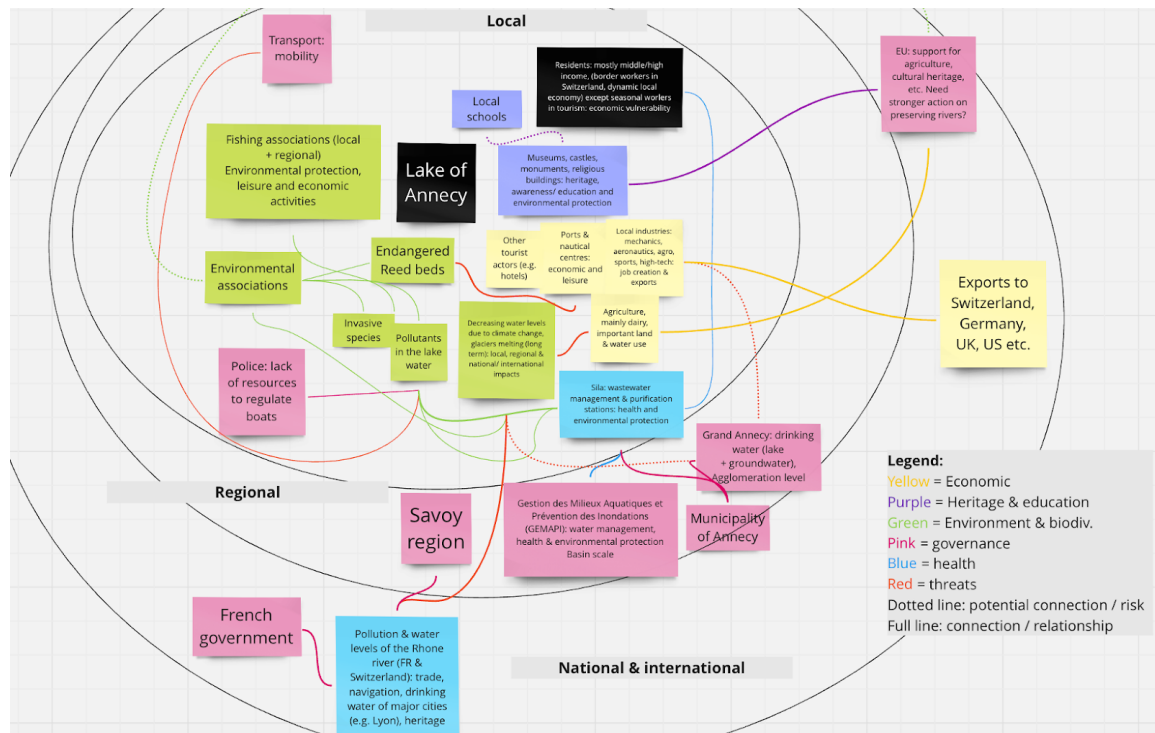 Local
Transport:
mobility
Residents: mostly middle/high
income, (border workers in
Switzerland, dynamic local
economy) except seasonal workers
in tourism: economic vulnerability
EU: support for
agriculture,
cultural heritage,
etc. Need
stronger action on
preserving rivers?
Local
schools
Fishing associations (local
+ regional)
Environmental protection,
leisure and economic
activities
Lake of
Annecy
Museums, castles,
monuments, religious
buildings: heritage,
awareness/ education and
environmental protection
Environmental
associations
Endangered
Reed beds
Other
tourist
actors (e.g.
hotels)
Ports &
nautical
centres:
economic and
leisure
Local industries:
mechanics,
aeronautics, agro,
sports, high-tech:
job creation &
exports
Exports to
Switzerland,
Germany,
UK, US etc.
Invasive
species
Pollutants
in the lake
water
Decreasing water levels
due to climate change,
glaciers melting (long
term): local, regional &
national/ international
impacts
Agriculture,
mainly dairy,
important land
& water use
Police: lack
of resources
to regulate
boats
Sila: wastewater
management & purification
stations: health and
environmental protection
Grand Annecy: drinking
water (lake
+ groundwater),
Agglomeration level
Regional
Savoy
region
Gestion des Milieux Aquatiques et
Prévention des Inondations
(GEMAPI): water management,
health & environmental protection
Basin scale
Municipality
of Annecy
Legend:
Yellow = Economic
Purple = Heritage & education
Green = Environment & biodiv.
Pink = governance
Blue = health
Red = threats
Dotted line: potential connection / risk
Full line: connection / relationship
French
government
Pollution & water
levels of the Rhone
river (FR &
Switzerland): trade,
navigation, drinking
water of major cities
(e.g. Lyon), heritage
National & international